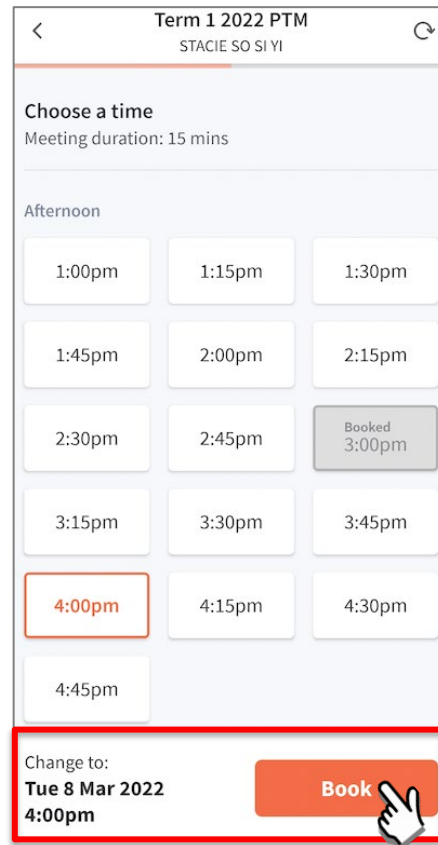 Term 1 2022 PTM
STACIE SO SI YI
Choose a time
Meeting duration: 15 mins
Afternoon
1:00pm 1:15pm 1:30pm
1:45pm 2:00pm 2:15pm
2:30pm 2:45pm Booked 3:00pm
3:15pm 3:30pm 3:45pm
4:00pm 4:15pm 4:30pm
4:45pm
Change to:
Tue 8 Mar 2022
4:00pm
Book